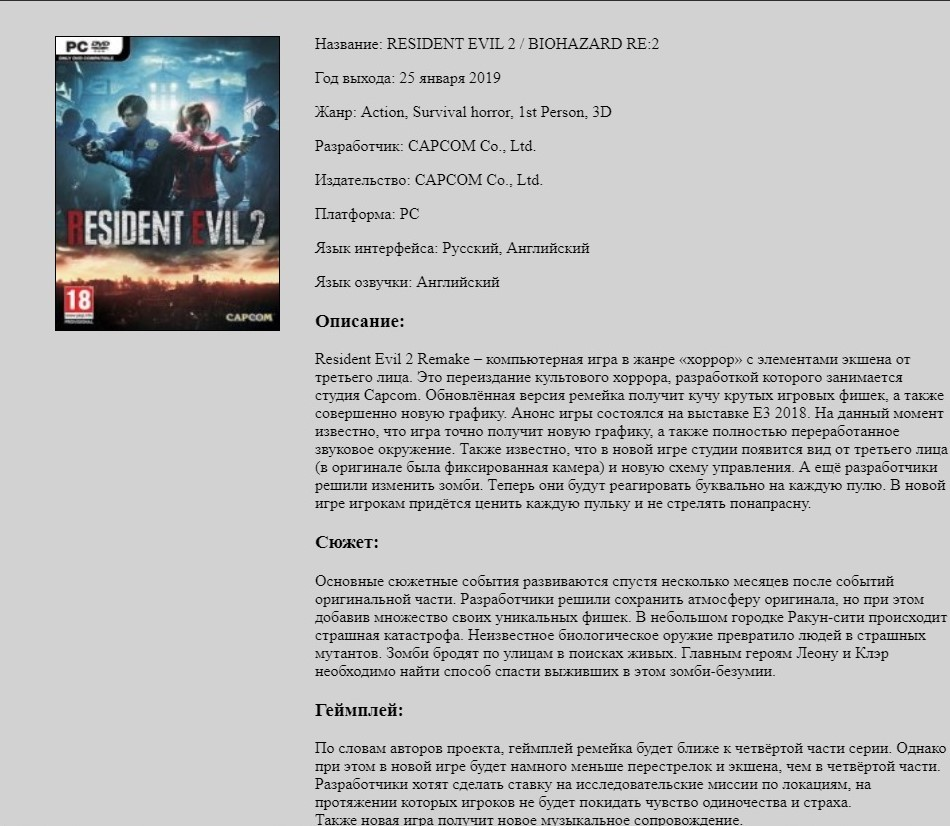 PC DVD
Название: RESIDENT EVIL 2 / BIOHAZARD RE:2
Год выхода: 25 января 2019
Жанр: Action, Survival horror, 1st Person, 3D
Разработчик: CAPCOM Co., Ltd.
Издательство: CAPCOM Co., Ltd.
Платформа: PC
Язык интерфейса: Русский, Английский
Язык озвучки: Английский
RESIDENT EVIL 2
18
CAPCOM
Описание:
Resident Evil 2 Remake – компьютерная игра в жанре «хоррор» с элементами экшена от
третьего лица. Это переиздание культового хоррора, разработкой которого занимается
студия Capcom. Обновлённая версия ремейка получит кучу крутых игровых фишек, а также
совершенно новую графику. Анонс игры состоялся на выставке E3 2018. На данный момент
известно, что игра точно получит новую графику, а также полностью переработанное
звуковое окружение. Также известно, что в новой игре студии появится вид от третьего лица
(в оригинале была фиксированная камера) и новую схему управления. А ещё разработчики
решили изменить зомби. Теперь они будут реагировать буквально на каждую пулю. В новой
игре игрокам придётся ценить каждую пульку и не стрелять понапрасну.
Сюжет:
Основные сюжетные события развиваются спустя несколько месяцев после событий
оригинальной части. Разработчики решили сохранить атмосферу оригинала, но при этом
добавив множество своих уникальных фишек. В небольшом городке Ракун-сити происходит
страшная катастрофа. Неизвестное биологическое оружие превратило людей в страшных
мутантов. Зомби бродят по улицам в поисках живых. Главным героям Леону и Клэр
необходимо найти способ спасти выживших в этом зомби-безумии.
Геймплей:
По словам авторов проекта, геймплей ремейка будет ближе к четвёртой части серии. Однако
при этом в новой игре будет намного меньше перестрелок и экшена, чем в четвёртой части.
Разработчики хотят сделать ставку на исследовательские миссии по локациям, на
протяжении которых игроков не будет покидать чувство одиночества и страха.
Также новая игра получит новое музыкальное сопровождение.